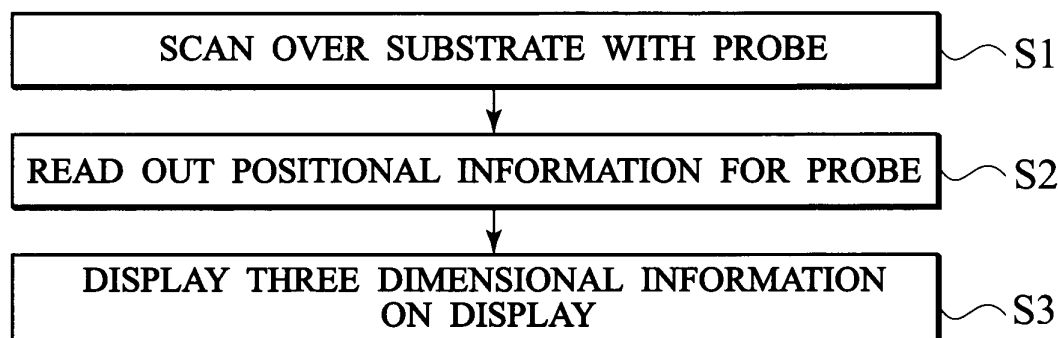 SCAN OVER SUBSTRATE WITH PROBE
S1
READ OUT POSITIONAL INFORMATION FOR PROBE
S2
DISPLAY THREE DIMENSIONAL INFORMATION
ON DISPLAY
S3